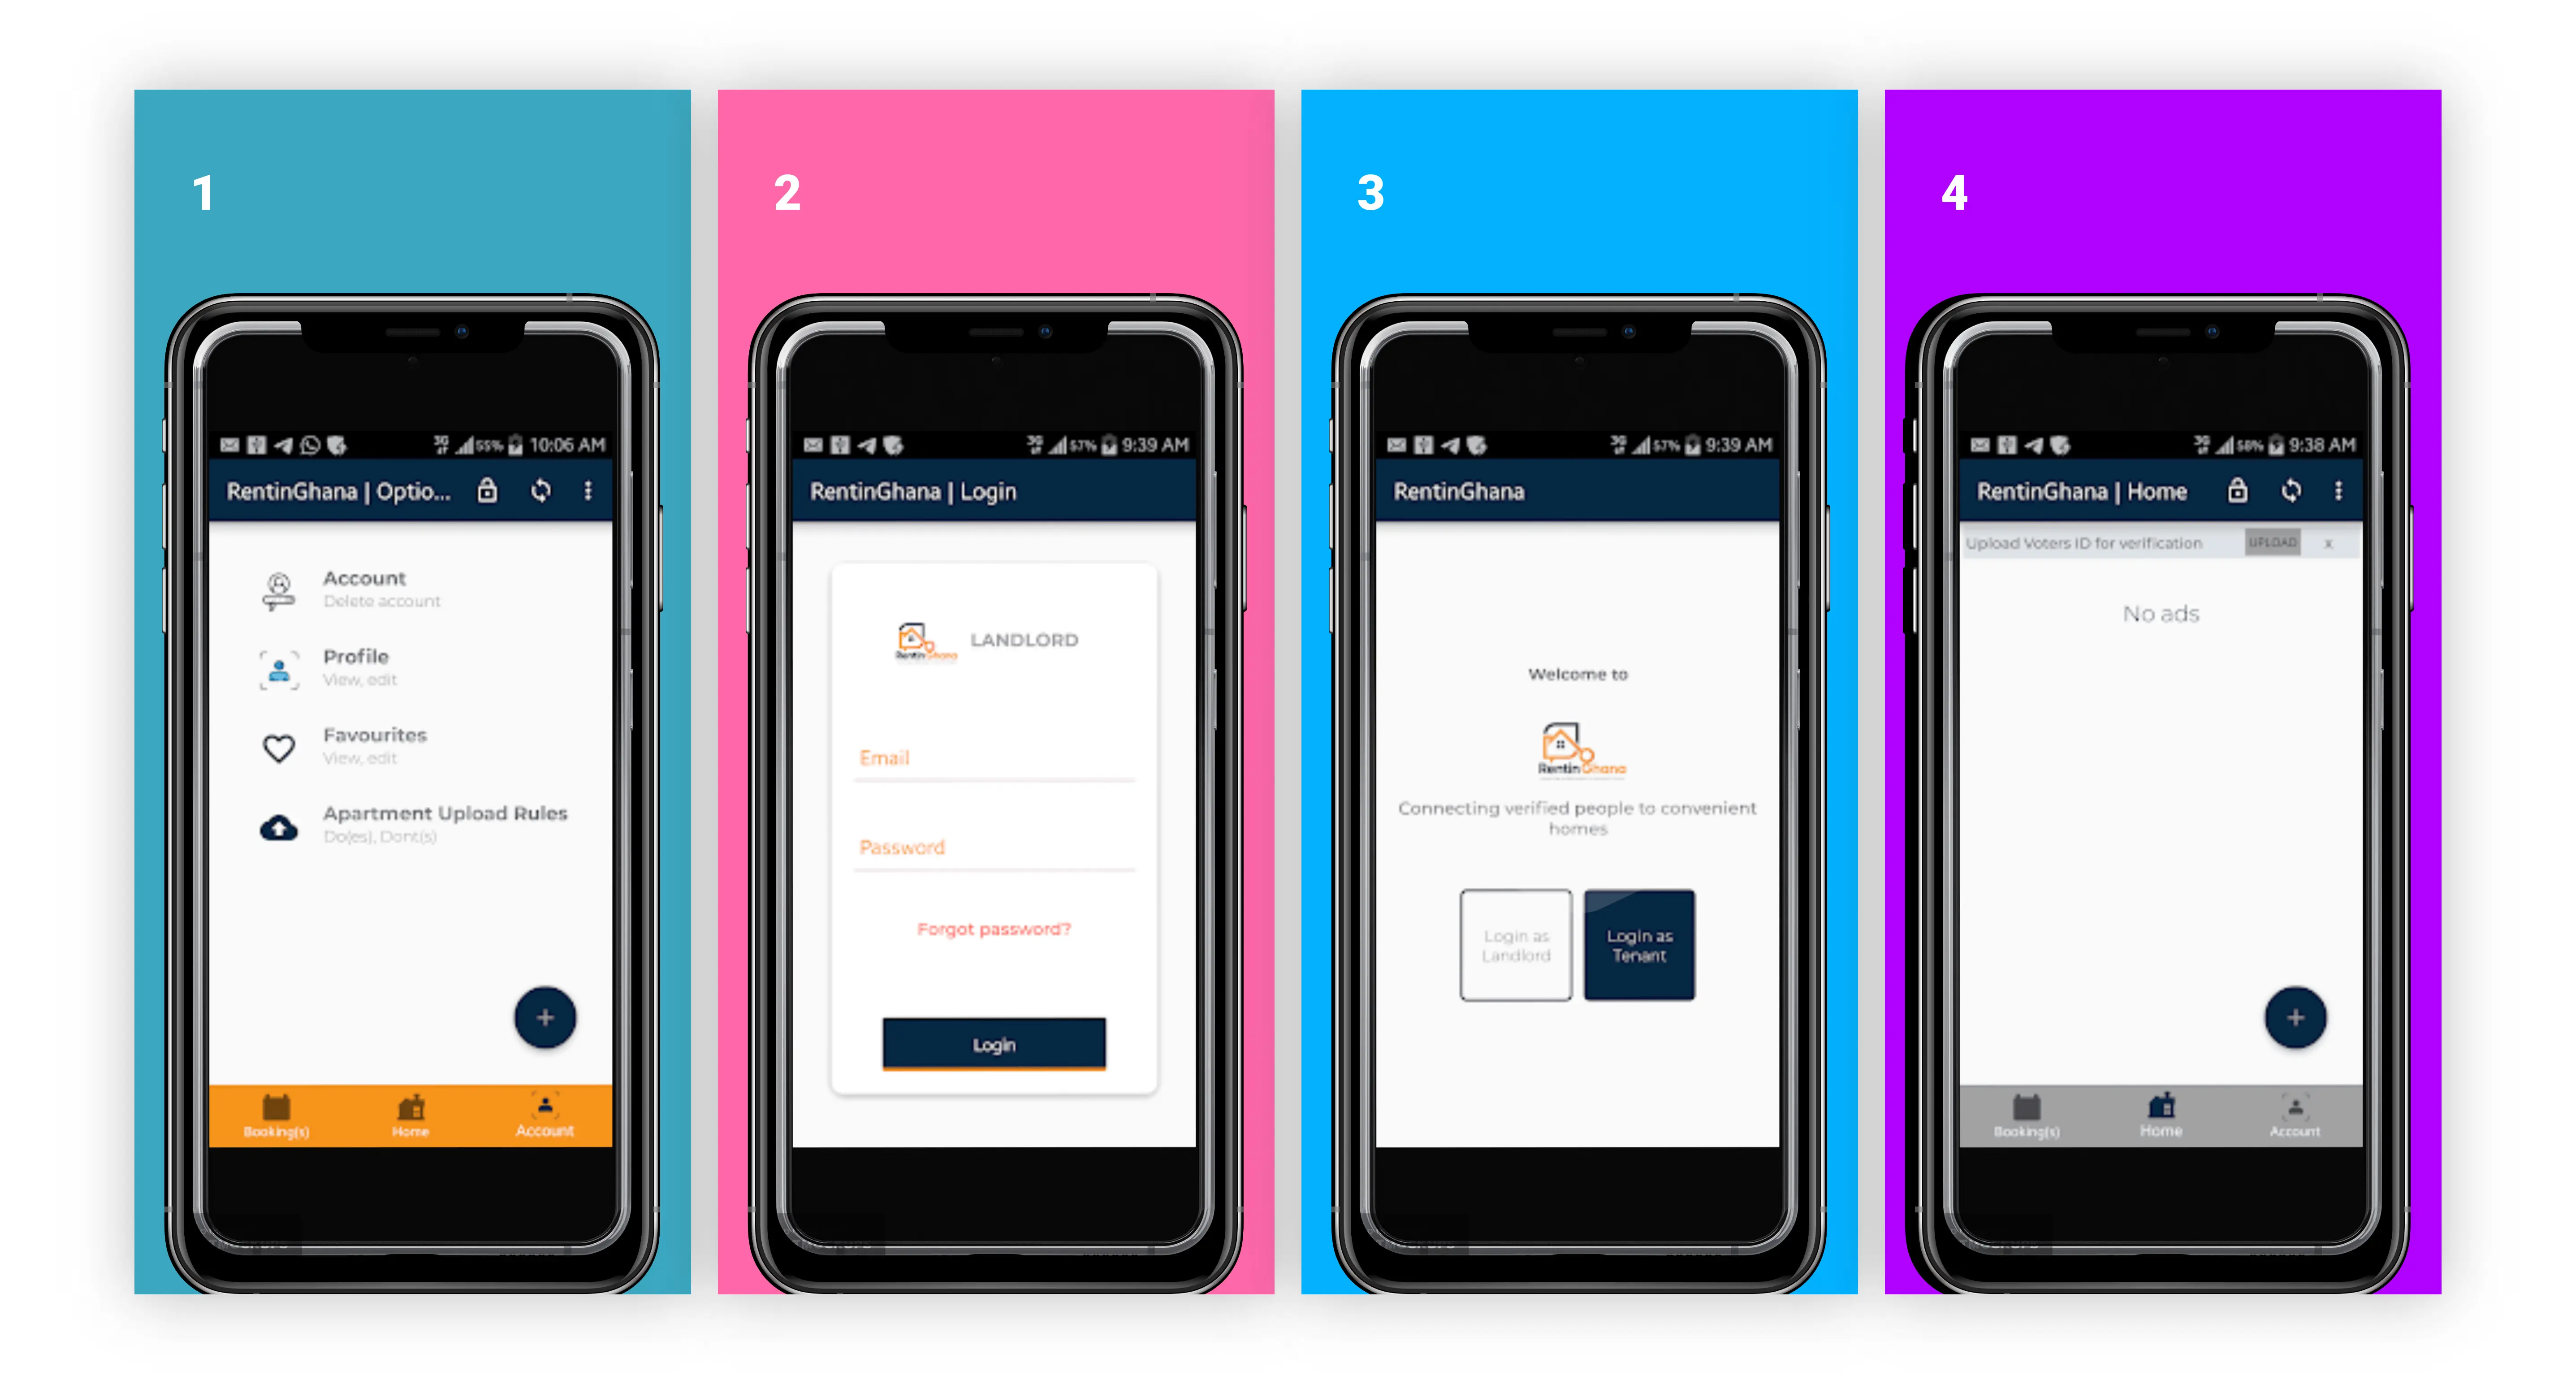 1
3G 55% 10:06 AM
RentinGhana | Optio...
Account
Delete account
Profile
View, edit
Favourites
View, edit
Apartment Upload Rules
Do(es), Dont(s)
+
Booking(s) Home Account
2
3G 57% 9:39 AM
RentinGhana | Login
RentinGhana LANDLORD
Email
Password
Forgot password?
Login
3
3G 57% 9:39 AM
RentinGhana
Welcome to
RentinGhana
Connecting verified people to convenient
homes
Login as
Landlord
Login as
Tenant
4
3G 9:38 AM
RentinGhana | Home
Upload Voters ID for verification UPLOAD x
No ads
+
Booking(s) Home Account